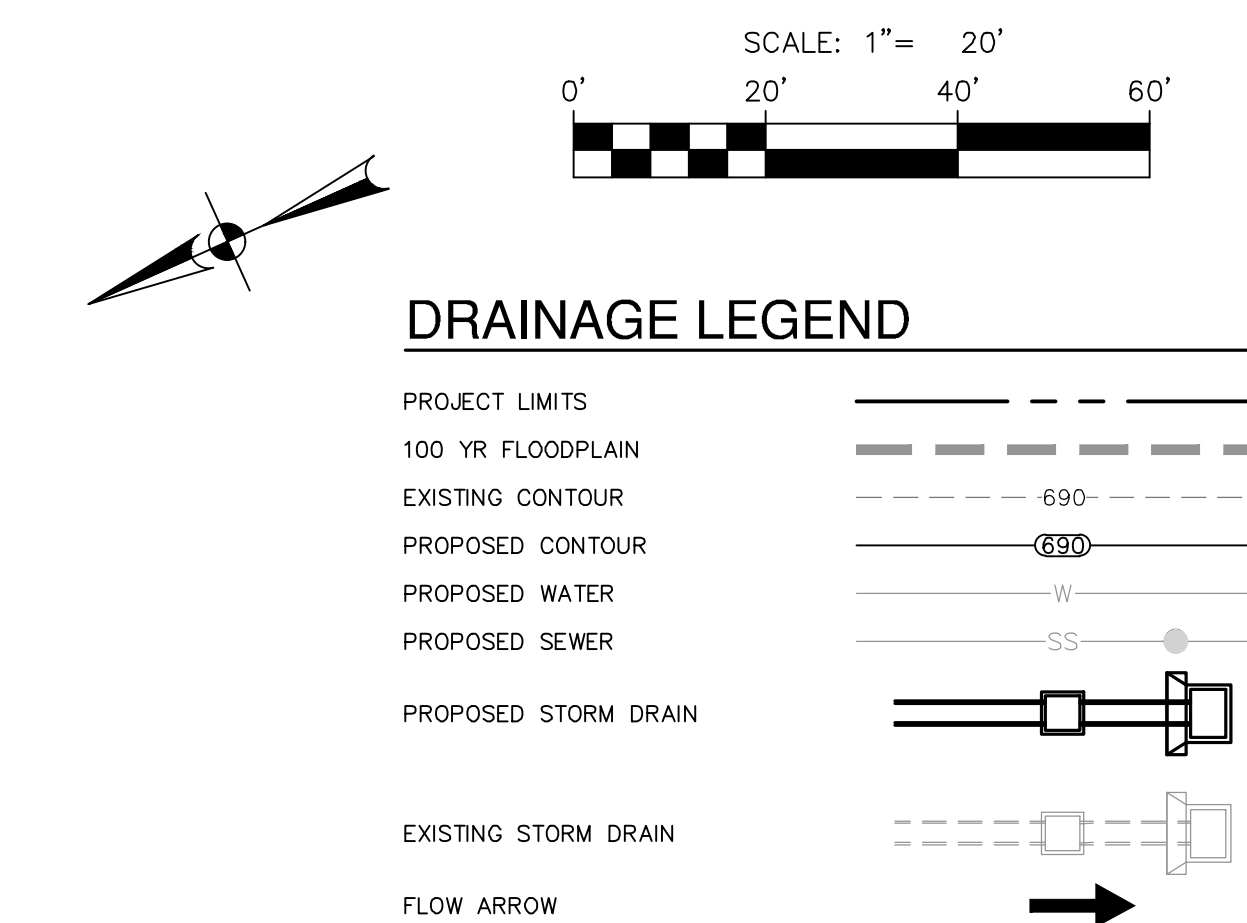 SCALE: 1"= 20'
0' 20' 40' 60'
DRAINAGE LEGEND
PROJECT LIMITS
100 YR FLOODPLAIN
EXISTING CONTOUR 690
PROPOSED CONTOUR 690
PROPOSED WATER W
PROPOSED SEWER SS
PROPOSED STORM DRAIN
EXISTING STORM DRAIN
FLOW ARROW